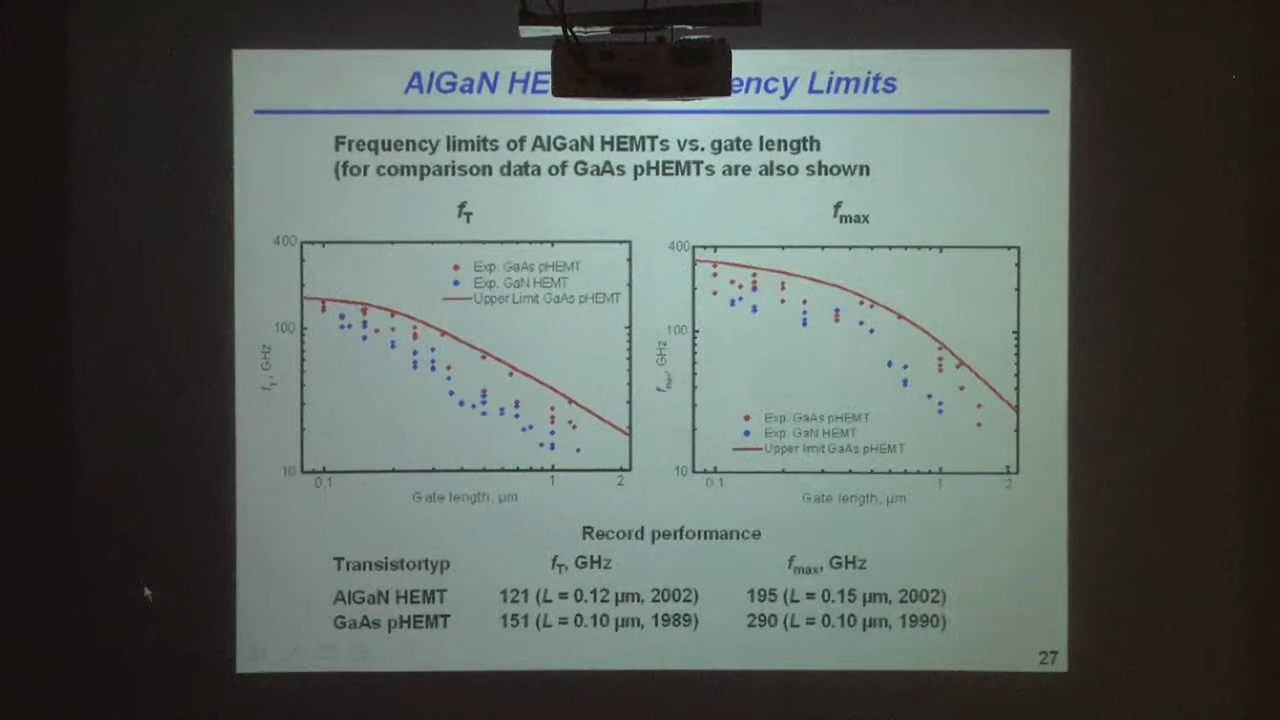 AlGaN HE ency Limits
Frequency limits of AlGaN HEMTs vs. gate length
(for comparison data of GaAs pHEMTs are also shown
fT
fmax
400
100
10
Exp. GaAs pHEMT
Exp. GaN HEMT
Upper Limit GaAs pHEMT
fT, GHz
0.1 1 2
Gate length, µm
400
100
10
Exp. GaAs pHEMT
Exp. GaN HEMT
Upper limit GaAs pHEMT
fmax, GHz
0.1 1 2
Gate length, µm
Record performance
Transistortyp fT, GHz fmax, GHz
AlGaN HEMT 121 (L = 0.12 µm, 2002) 195 (L = 0.15 µm, 2002)
GaAs pHEMT 151 (L = 0.10 µm, 1989) 290 (L = 0.10 µm, 1990)
27